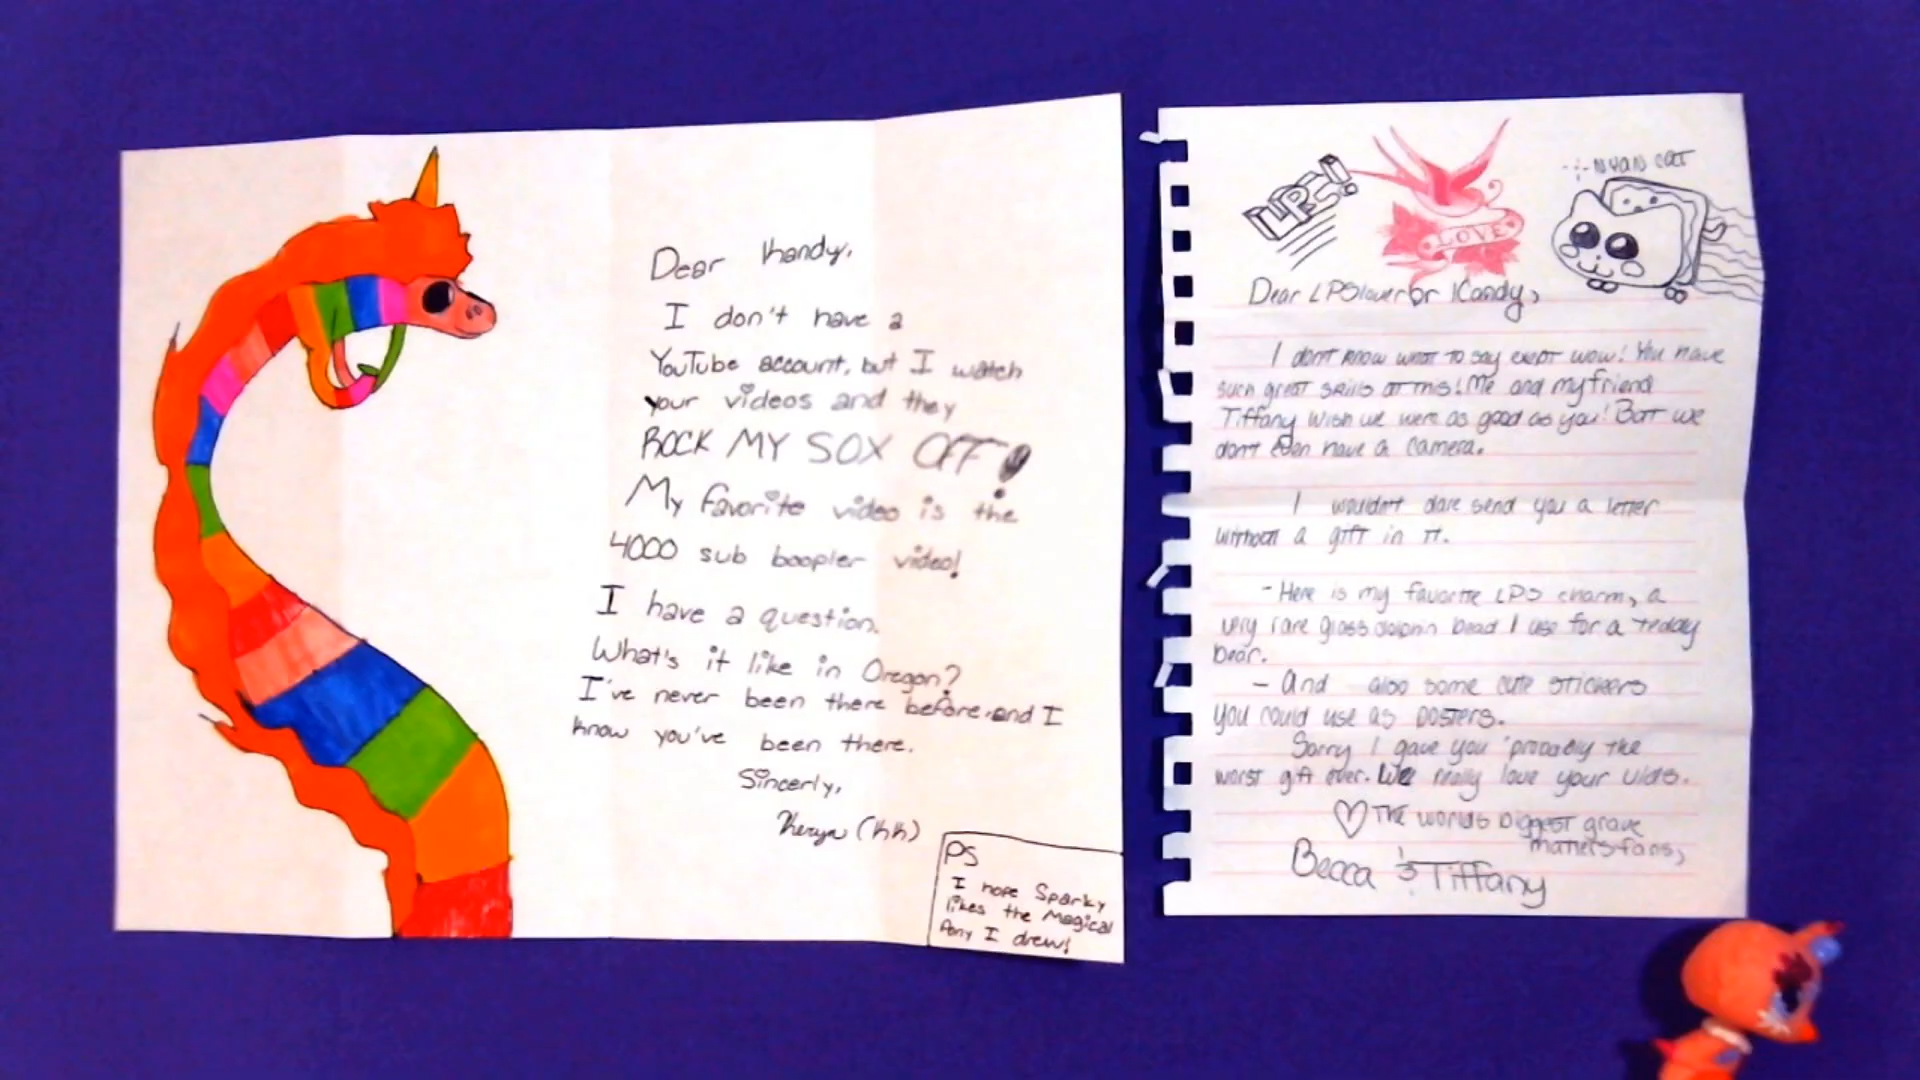 Dear Kandy,
I don't have a
YouTube account, but I watch
your videos and they
ROCK MY SOX OFF!
My favorite video is the
4000 sub boopler video!
I have a question.
What's it like in Oregon?
I've never been there before, and I
know you've been there.
Sincerly,
(KK)
PS
I hope Sparky
likes the Magical
Pony I drew!
LPS!
LOVE
NYAN CAT
Dear LPSlover or Kandy,
I don't know what to say exept wow! You have
such great skills at this! Me and my friend
Tiffany wish we were as good as you! But we
don't even have a camera.
I wouldn't dare send you a letter
without a gift in it.
- Here is my favorite LPS charm, a
very rare glass dolphin bead I use for a teddy
bear.
- And also some cute stickers
you could use as posters.
Sorry I gave you probably the
worst gift ever. We really love your vids.
♡ The worlds biggest grave
matters fans,
Becca & Tiffany